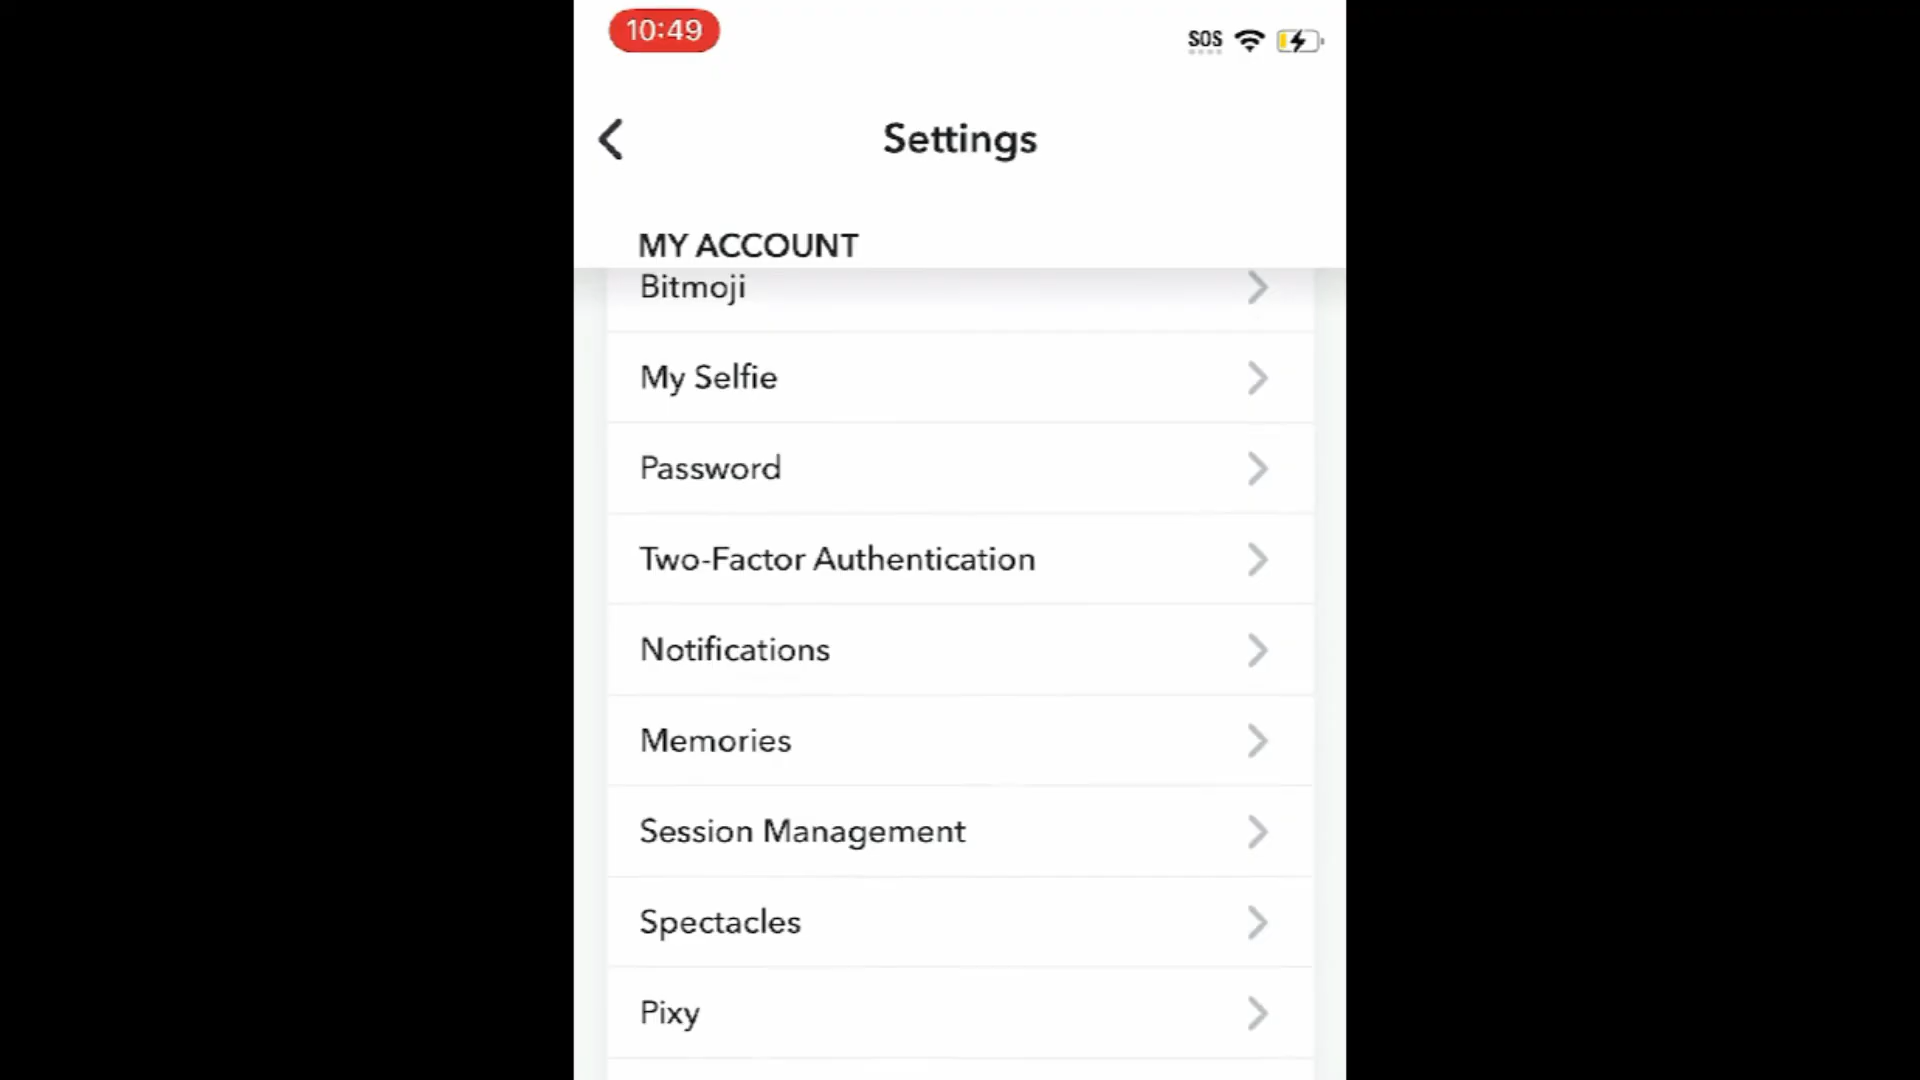 10:49
SOS
Settings
MY ACCOUNT
Bitmoji
My Selfie
Password
Two-Factor Authentication
Notifications
Memories
Session Management
Spectacles
Pixy